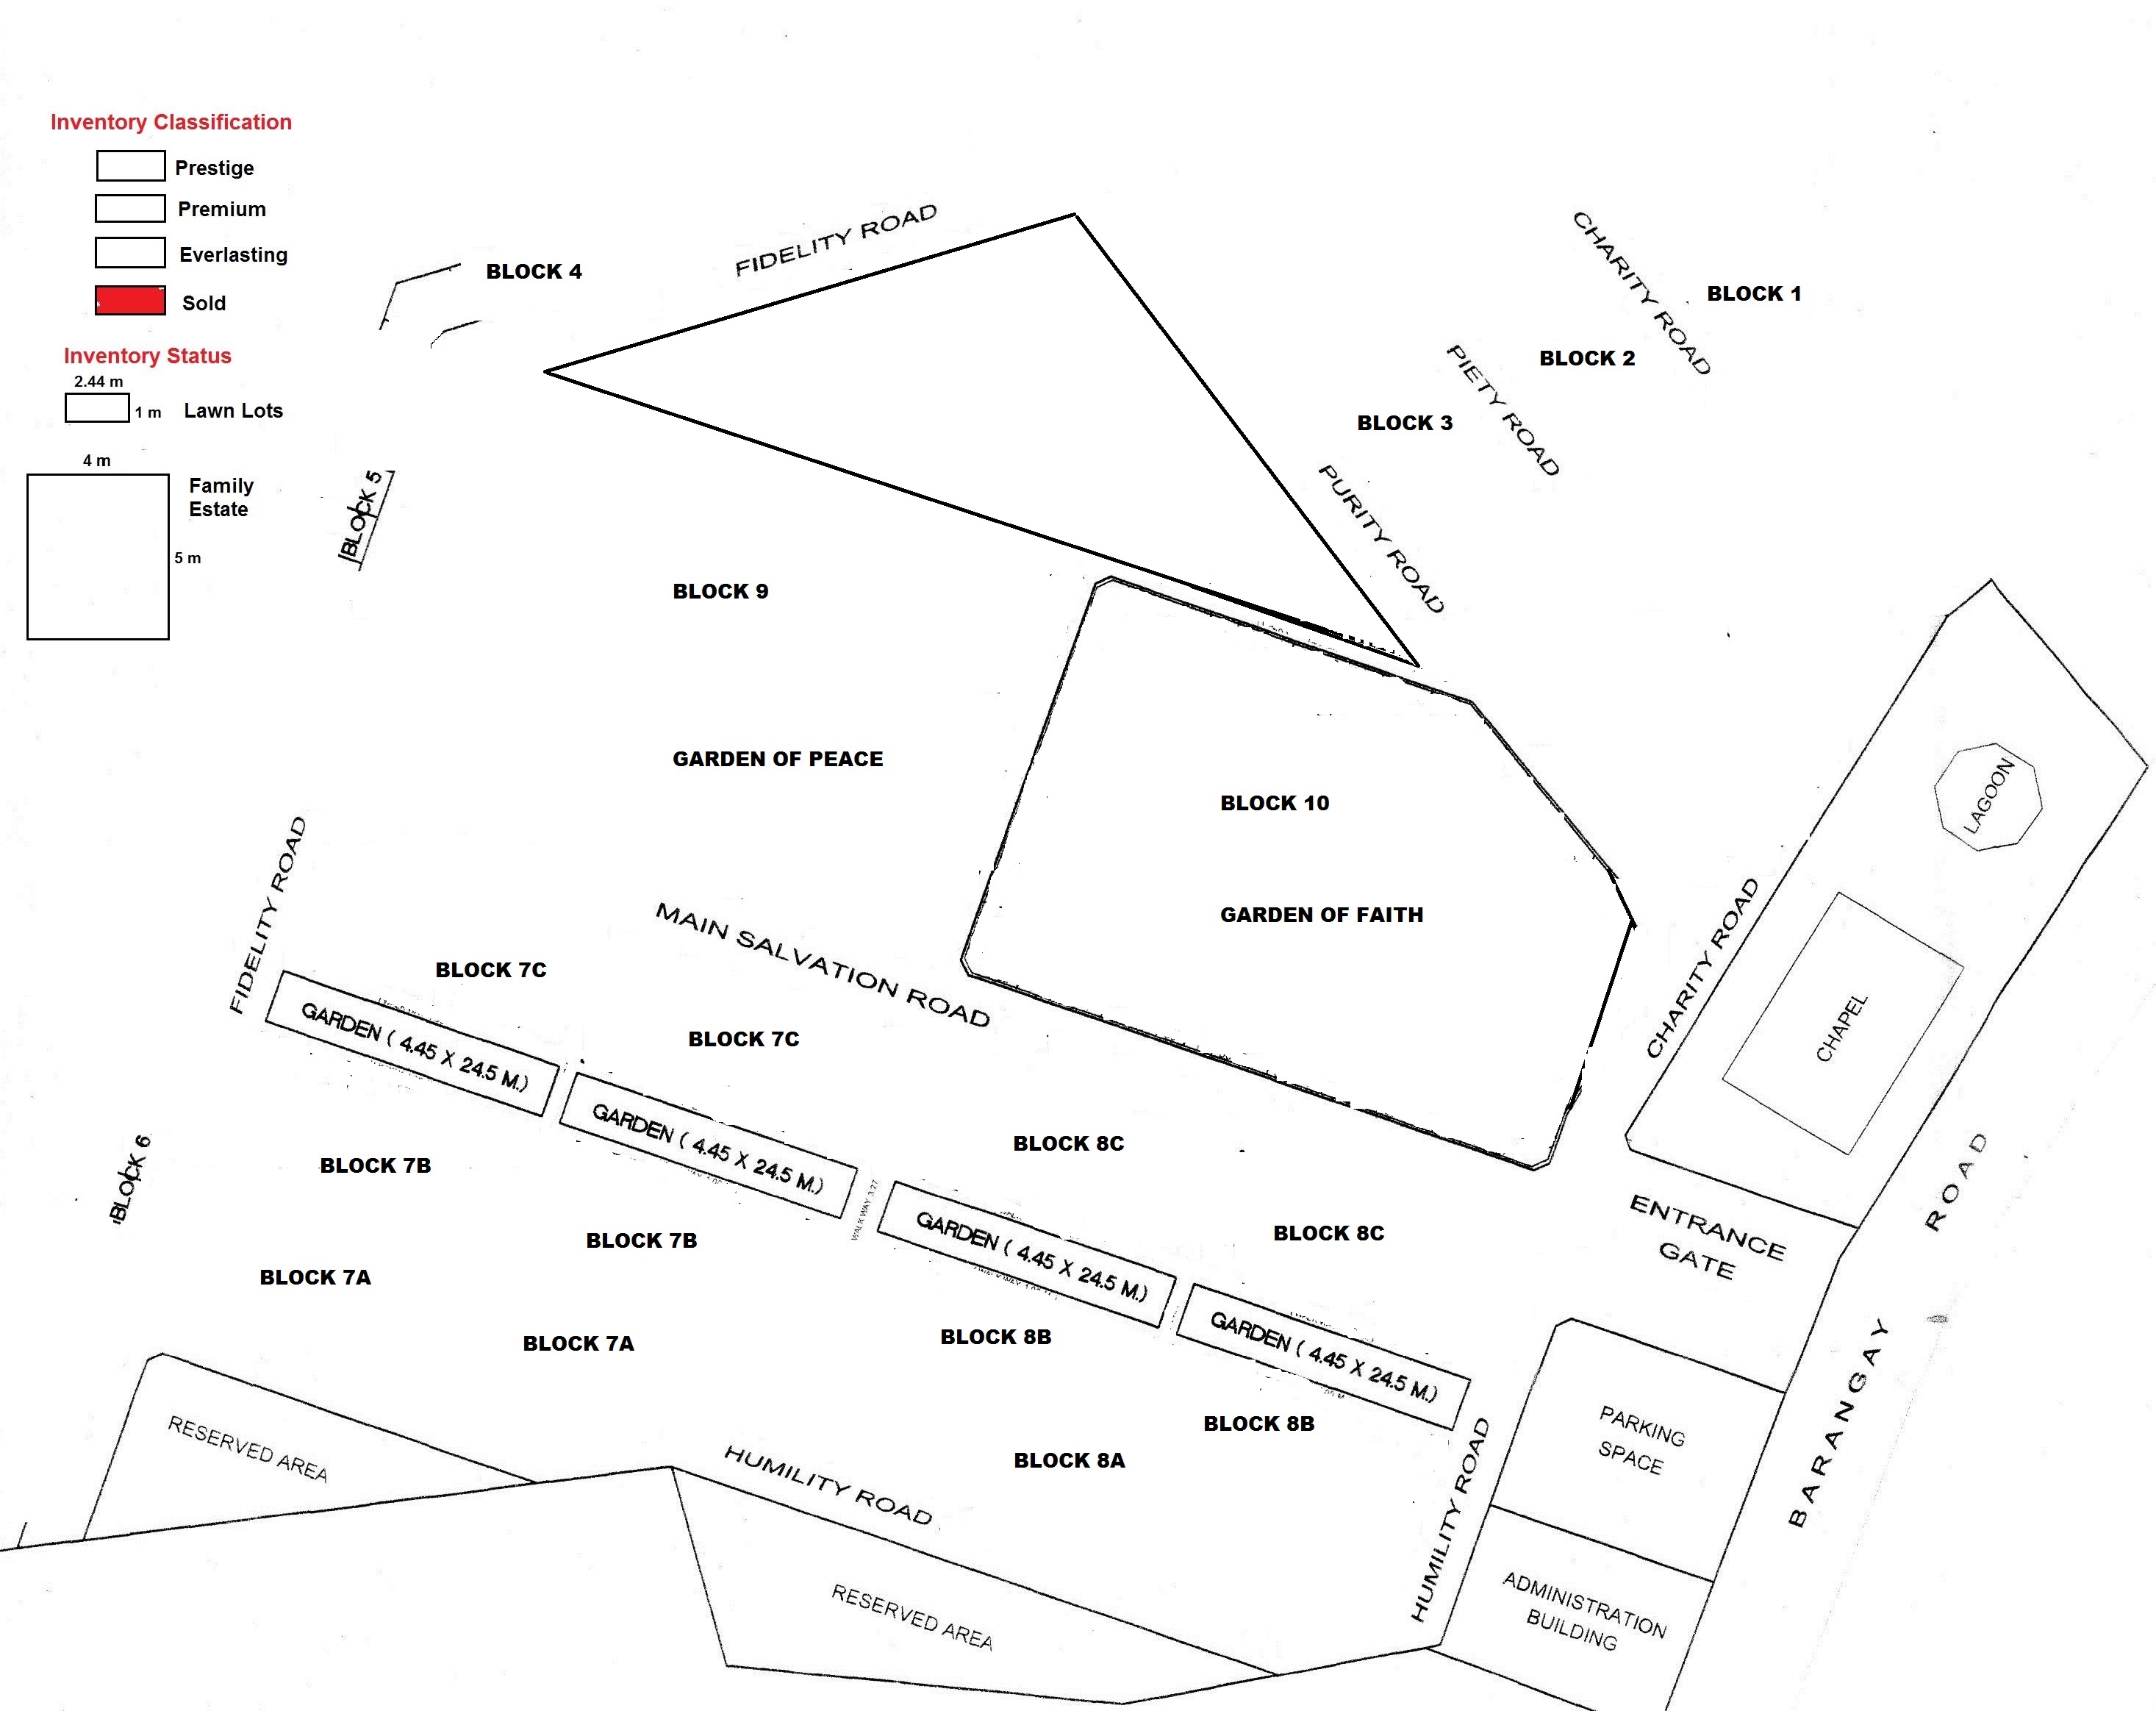 Inventory Classification
Prestige
Premium
Everlasting
Sold
Inventory Status
2.44 m
1 m
Lawn Lots
4 m
Family
Estate
5 m
FIDELITY ROAD
BLOCK 4
CHARITY ROAD
BLOCK 1
BLOCK 2
PIETY ROAD
BLOCK 3
PURITY ROAD
BLOCK 5
BLOCK 9
GARDEN OF PEACE
BLOCK 10
GARDEN OF FAITH
LAGOON
CHAPEL
CHARITY ROAD
FIDELITY ROAD
MAIN SALVATION ROAD
BLOCK 7C
BLOCK 7C
GARDEN ( 4.45 X 24.5 M.)
GARDEN ( 4.45 X 24.5 M.)
WALK WAY 3.27
BLOCK 8C
BLOCK 8C
GARDEN ( 4.45 X 24.5 M.)
GARDEN ( 4.45 X 24.5 M.)
BLOCK 6
BLOCK 7B
BLOCK 7B
BLOCK 7A
BLOCK 7A
BLOCK 8B
BLOCK 8B
BLOCK 8A
ENTRANCE
GATE
BARANGAY ROAD
PARKING
SPACE
HUMILITY ROAD
HUMILITY ROAD
RESERVED AREA
RESERVED AREA
ADMINISTRATION
BUILDING